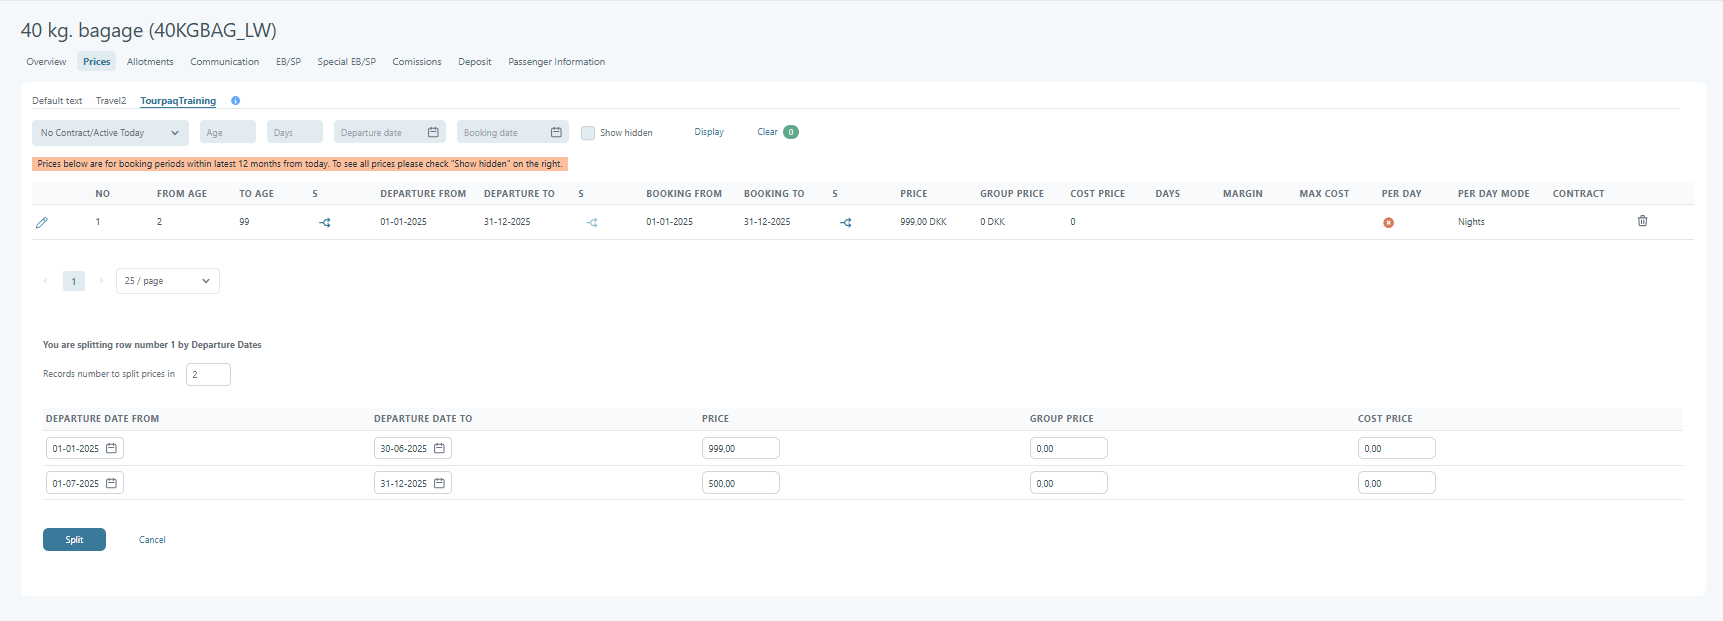 40 kg. bagage (40KGBAG_LW)
Overview Prices Allotments Communication EB/SP Special EB/SP Comissions Deposit Passenger Information
Default text Travel2 TourpaqTraining
No Contract/Active Today Age Days Departure date Booking date Show hidden Display Clear 0
Prices below are for booking periods within latest 12 months from today. To see all prices please check "Show hidden" on the right.
NO FROM AGE TO AGE S DEPARTURE FROM DEPARTURE TO S BOOKING FROM BOOKING TO S PRICE GROUP PRICE COST PRICE DAYS MARGIN MAX COST PER DAY PER DAY MODE CONTRACT
1 2 99 01-01-2025 31-12-2025 01-01-2025 31-12-2025 999,00 DKK 0 DKK 0 Nights
1 25 / page
You are splitting row number 1 by Departure Dates
Records number to split prices in 2
DEPARTURE DATE FROM DEPARTURE DATE TO PRICE GROUP PRICE COST PRICE
01-01-2025 30-06-2025 999,00 0,00 0,00
01-07-2025 31-12-2025 500,00 0,00 0,00
Split Cancel